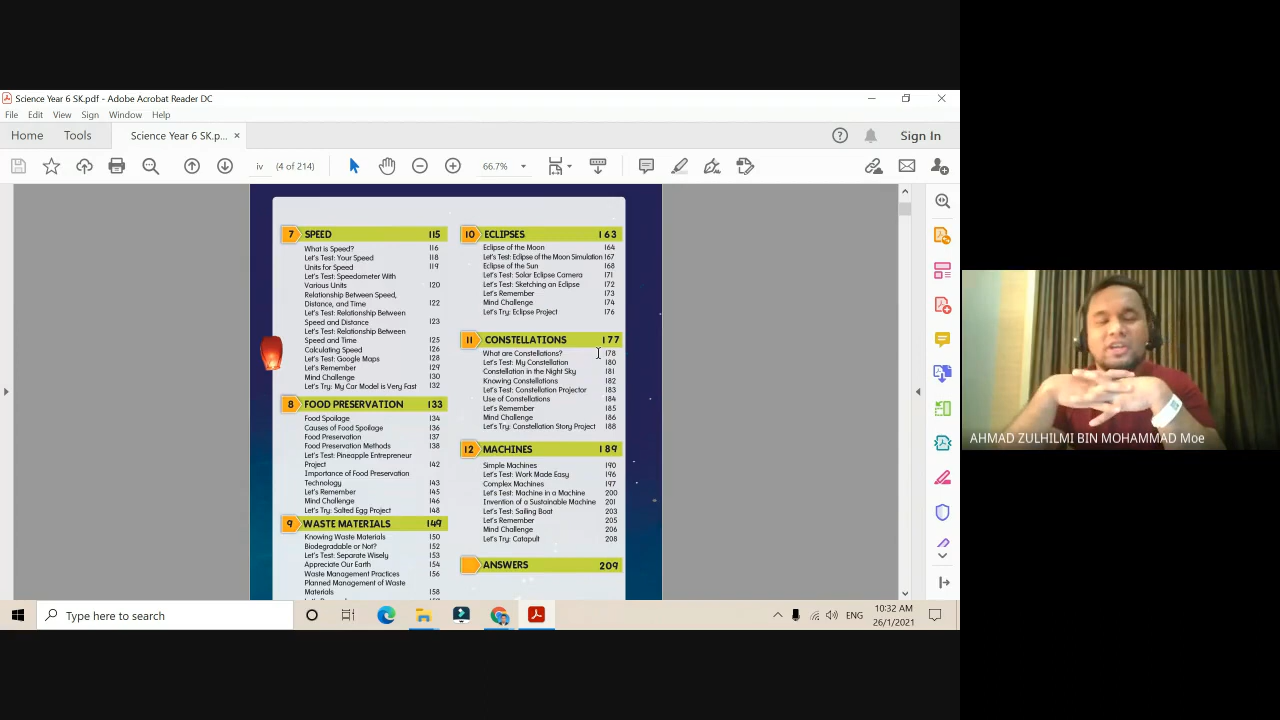 Science Year 6 SK.pdf - Adobe Acrobat Reader DC
File Edit View Sign Window Help
Home Tools Science Year 6 SK.p... × Sign In
iv (4 of 214) 66.7%
7 SPEED 115
What is Speed? 116
Let's Test: Your Speed 118
Units for Speed 119
Let's Test: Speedometer With
Various Units 120
Relationship Between Speed,
Distance, and Time 122
Let's Test: Relationship Between
Speed and Distance 123
Let's Test: Relationship Between
Speed and Time 125
Calculating Speed 126
Let's Test: Google Maps 128
Let's Remember 129
Mind Challenge 130
Let's Try: My Car Model is Very Fast 132
8 FOOD PRESERVATION 133
Food Spoilage 134
Causes of Food Spoilage 136
Food Preservation 137
Food Preservation Methods 138
Let's Test: Pineapple Entrepreneur
Project 142
Importance of Food Preservation
Technology 143
Let's Remember 145
Mind Challenge 146
Let's Try: Salted Egg Project 148
9 WASTE MATERIALS 149
Knowing Waste Materials 150
Biodegradable or Not? 152
Let's Test: Separate Wisely 153
Appreciate Our Earth 154
Waste Management Practices 156
Planned Management of Waste
Materials 158
10 ECLIPSES 163
Eclipse of the Moon 164
Let's Test: Eclipse of the Moon Simulation 167
Eclipse of the Sun 168
Let's Test: Solar Eclipse Camera 171
Let's Test: Sketching an Eclipse 172
Let's Remember 173
Mind Challenge 174
Let's Try: Eclipse Project 176
11 CONSTELLATIONS 177
What are Constellations? 178
Let's Test: My Constellation 180
Constellation in the Night Sky 181
Knowing Constellations 182
Let's Test: Constellation Projector 183
Use of Constellations 184
Let's Remember 185
Mind Challenge 186
Let's Try: Constellation Story Project 188
12 MACHINES 189
Simple Machines 190
Let's Test: Work Made Easy 196
Complex Machines 197
Let's Test: Machine in a Machine 200
Invention of a Sustainable Machine 201
Let's Test: Sailing Boat 203
Let's Remember 205
Mind Challenge 206
Let's Try: Catapult 208
ANSWERS 209
AHMAD ZULHILMI BIN MOHAMMAD Moe
Type here to search
ENG
10:32 AM
26/1/2021